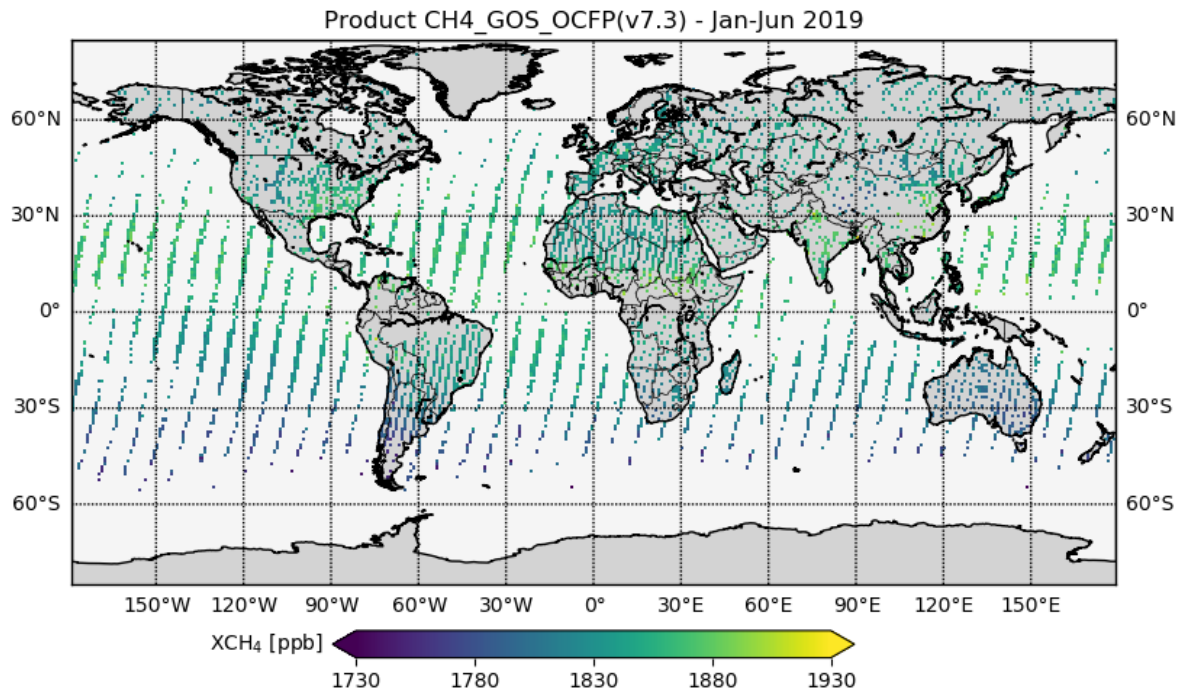 Product CH4_GOS_OCFP(v7.3) - Jan-Jun 2019
60°N 60°N
30°N 30°N
0° 0°
30°S 30°S
60°S 60°S
150°W 120°W 90°W 60°W 30°W 0° 30°E 60°E 90°E 120°E 150°E
XCH₄ [ppb]
1730 1780 1830 1880 1930